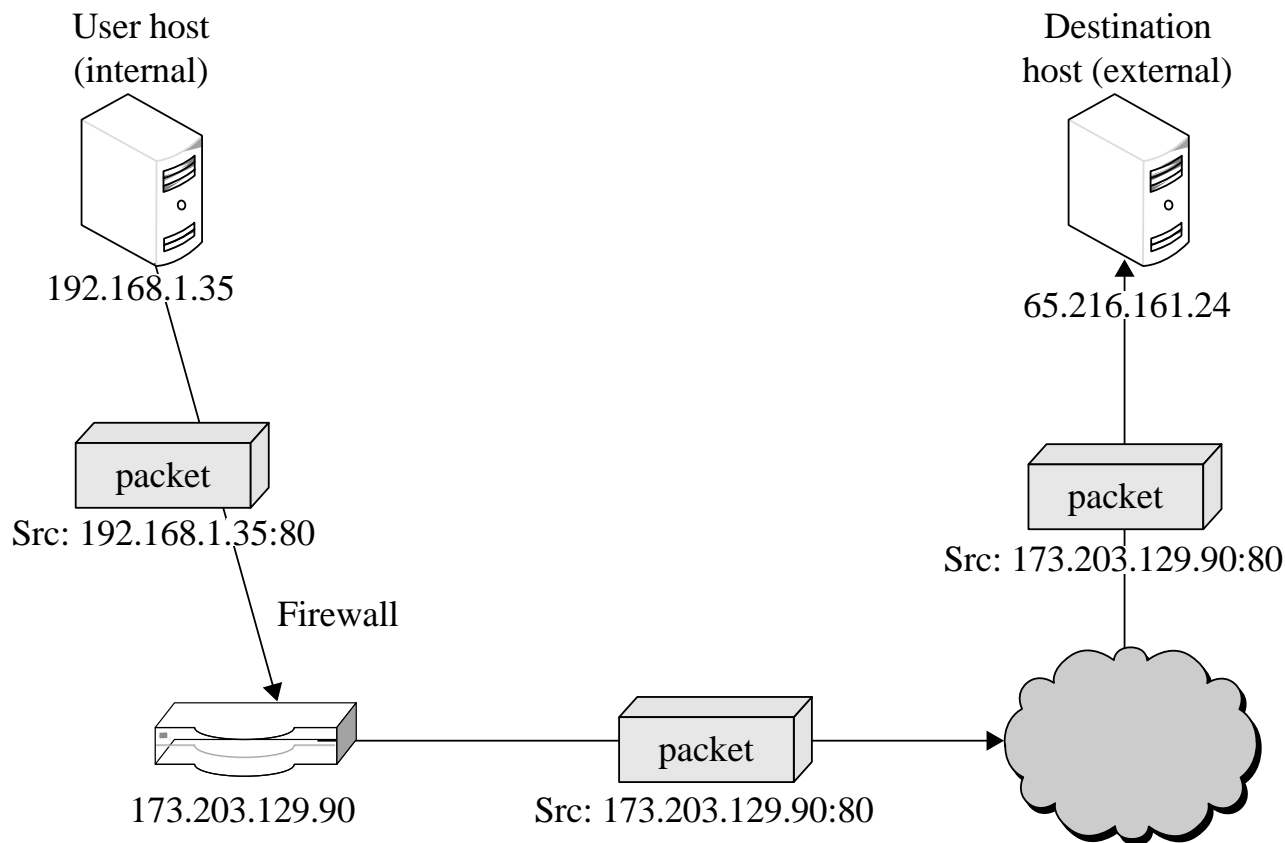 User host
(internal)
192.168.1.35
packet
Src: 192.168.1.35:80
Firewall
173.203.129.90
packet
Src: 173.203.129.90:80
Destination
host (external)
65.216.161.24
packet
Src: 173.203.129.90:80